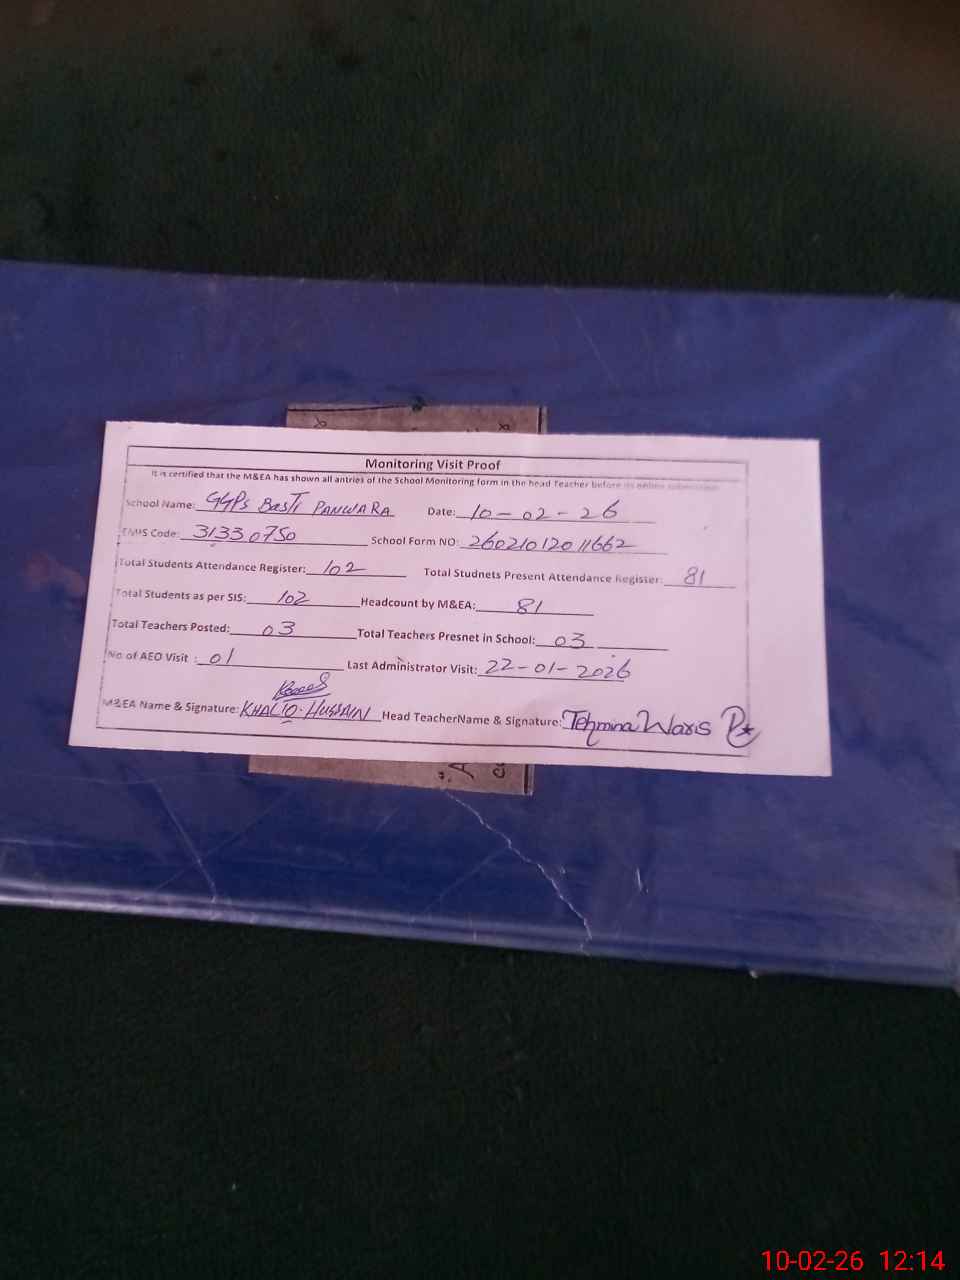 Monitoring Visit Proof
It is certified that the M&EA has shown all antries of the School Monitoring form in the head Teacher before its online submission
School Name: GGPS BASTI PANWARA Date: 10-02-26
EMIS Code: 31330750 School Form NO: 26021012011662
Total Students Attendance Register: 102 Total Studnets Present Attendance Register: 81
Total Students as per SIS: 102 Headcount by M&EA: 81
Total Teachers Posted: 03 Total Teachers Presnet in School: 03
No of AEO Visit : 01 Last Administrator Visit: 22-01-2026
M&EA Name & Signature: KHALID HUSSAIN Head TeacherName & Signature: Tehmina Waris
10-02-26 12:14